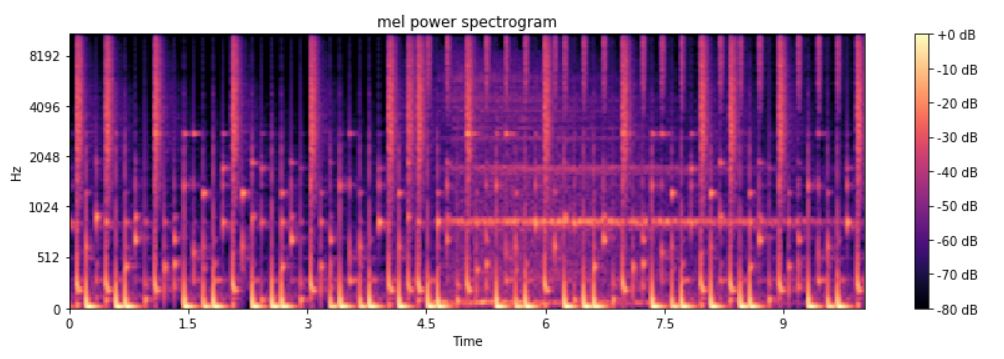 mel power spectrogram
8192
4096
2048
1024
512
0
Hz
0 1.5 3 4.5 6 7.5 9
Time
+0 dB
-10 dB
-20 dB
-30 dB
-40 dB
-50 dB
-60 dB
-70 dB
-80 dB